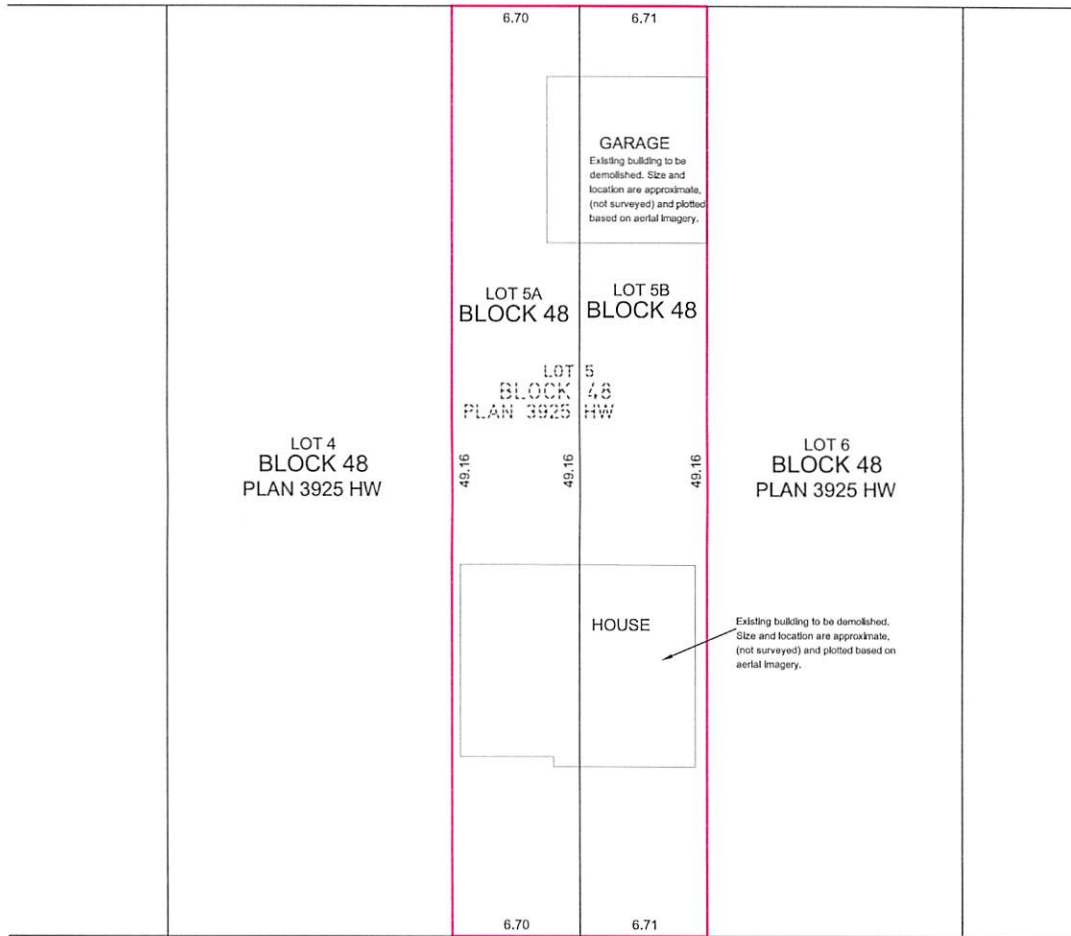 6.70
6.71
GARAGE
Existing building to be
demolished. Size and
location are approximate,
(not surveyed) and plotted
based on aerial imagery.
LOT 5A
BLOCK 48
LOT 5B
BLOCK 48
LOT 5
BLOCK 48
PLAN 3925 HW
LOT 4
BLOCK 48
PLAN 3925 HW
49.16
49.16
49.16
LOT 6
BLOCK 48
PLAN 3925 HW
HOUSE
Existing building to be demolished.
Size and location are approximate,
(not surveyed) and plotted based on
aerial imagery.
6.70
6.71